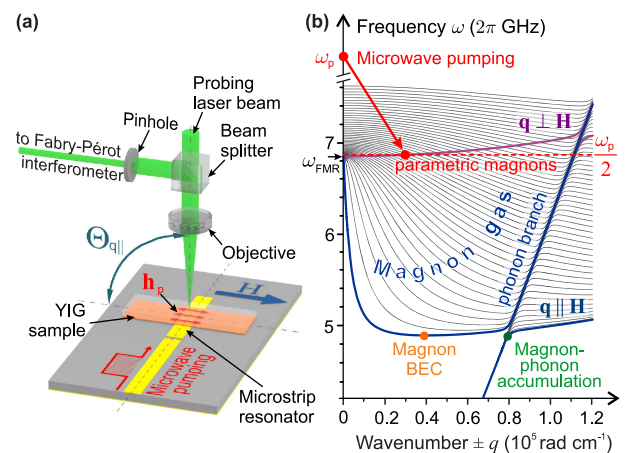 (a)
Probing
laser beam
Pinhole
Beam
splitter
to Fabry-Pérot
interferometer
Θq||
Objective
hp
H
YIG
sample
Microwave
pumping
Microstrip
resonator
(b)
Frequency ω (2π GHz)
ωp
Microwave pumping
7
q ⊥ H
ωFMR
parametric magnons
ωp
2
6
Magnon gas
phonon branch
5
q || H
Magnon
BEC
Magnon-
phonon
accumulation
0 0.2 0.4 0.6 0.8 1.0 1.2
Wavenumber ± q (10⁵ rad cm⁻¹)